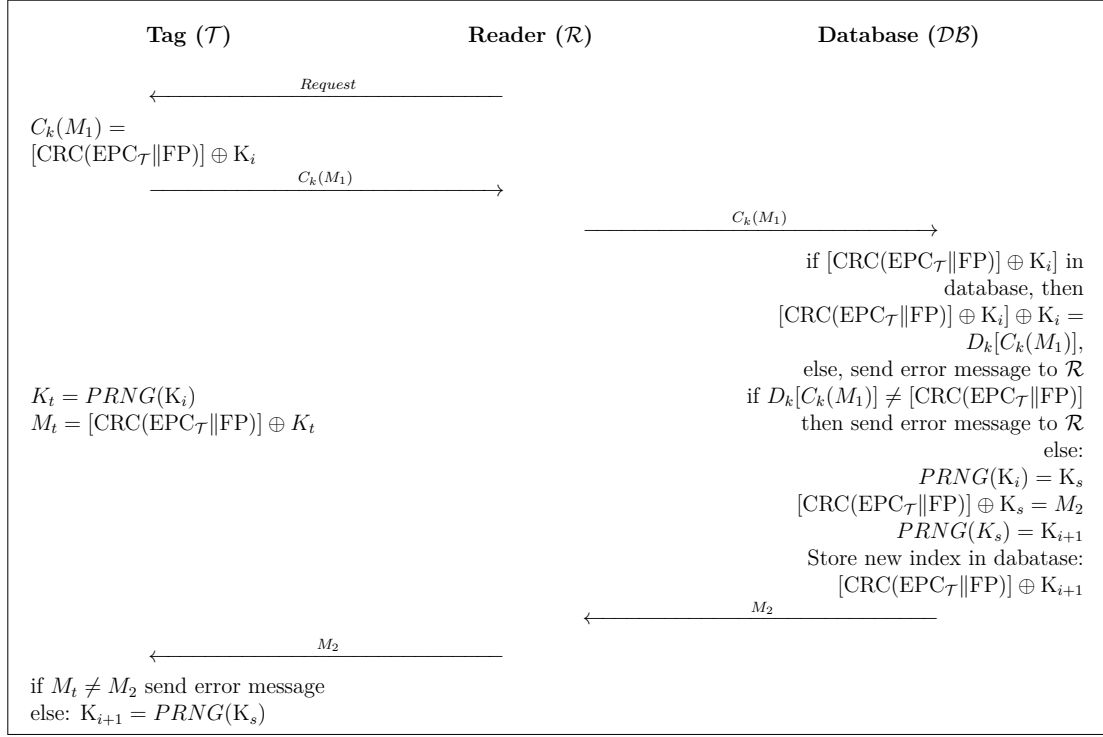 Tag (𝒯) Reader (ℛ) Database (𝒟ℬ)
Request
C_k(M_1) =
[CRC(EPC_𝒯‖FP)] ⊕ K_i
C_k(M_1)
C_k(M_1)
if [CRC(EPC_𝒯‖FP)] ⊕ K_i] in
database, then
[CRC(EPC_𝒯‖FP)] ⊕ K_i] ⊕ K_i =
D_k[C_k(M_1)],
else, send error message to ℛ
K_t = PRNG(K_i) if D_k[C_k(M_1)] ≠ [CRC(EPC_𝒯‖FP)]
M_t = [CRC(EPC_𝒯‖FP)] ⊕ K_t then send error message to ℛ
else:
PRNG(K_i) = K_s
[CRC(EPC_𝒯‖FP)] ⊕ K_s = M_2
PRNG(K_s) = K_{i+1}
Store new index in dabatase:
[CRC(EPC_𝒯‖FP)] ⊕ K_{i+1}
M_2
M_2
if M_t ≠ M_2 send error message
else: K_{i+1} = PRNG(K_s)